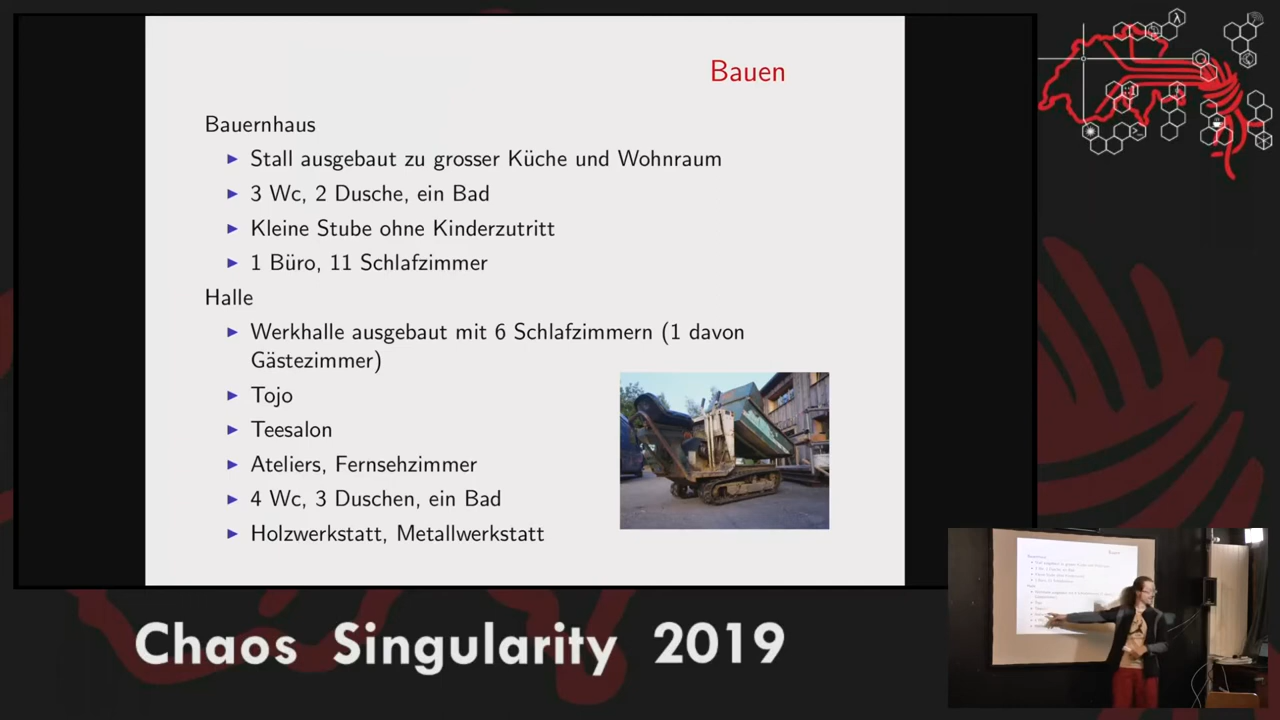 Bauen
Bauernhaus
Stall ausgebaut zu grosser Küche und Wohnraum
3 Wc, 2 Dusche, ein Bad
Kleine Stube ohne Kinderzutritt
1 Büro, 11 Schlafzimmer
Halle
Werkhalle ausgebaut mit 6 Schlafzimmern (1 davon
Gästezimmer)
Tojo
Teesalon
Ateliers, Fernsehzimmer
4 Wc, 3 Duschen, ein Bad
Holzwerkstatt, Metallwerkstatt
Chaos Singularity 2019